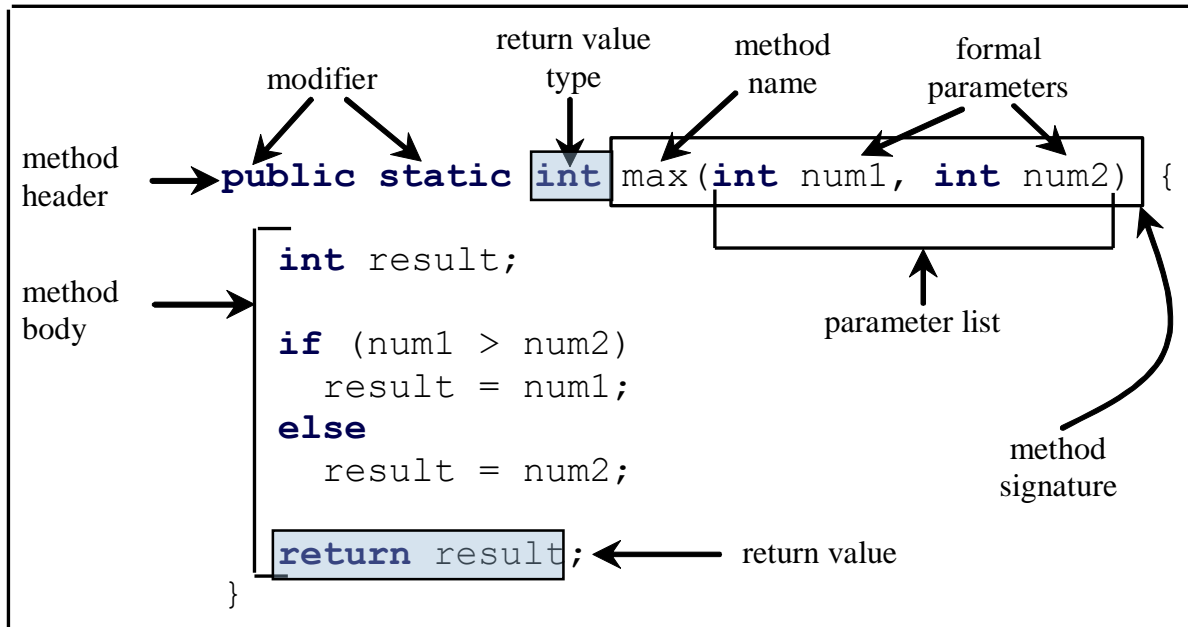 return value
type
method
name
formal
parameters
modifier
method
header
public static int max(int num1, int num2) {
int result;
method
body
parameter list
if (num1 > num2)
result = num1;
else
result = num2;
method
signature
return result;
return value
}